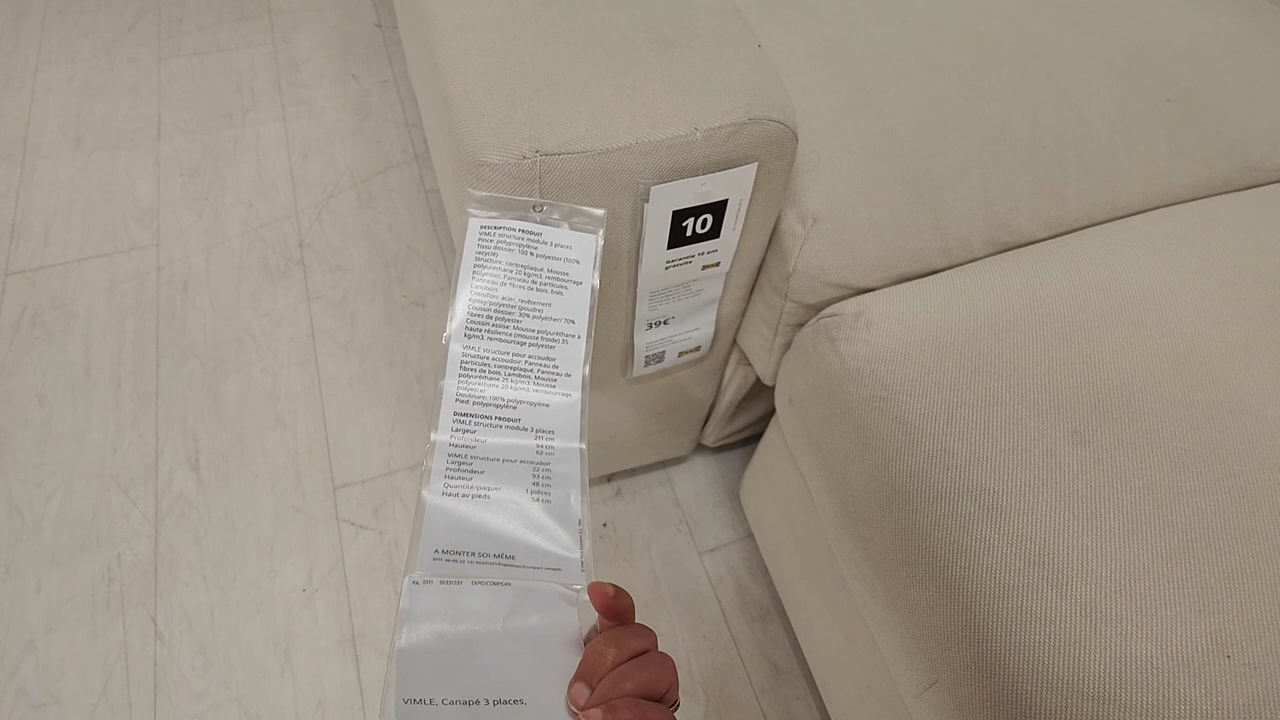 DESCRIPTION PRODUIT
VIMLE structure module 3 places
Pince: polypropylène
Tissu dossier: 100 % polyester (100%
recyclé)
Structure: contreplaqué, Mousse
polyuréthane 20 kg/m3, rembourrage
polyester, Panneau de particules,
Panneau de fibres de bois, bois,
Lamibois
époxy/polyester (poudre)
Coussin dossier: 30% polyéther/ 70%
fibres de polyester
Coussin assise: Mousse polyuréthane à
haute résilience (mousse froide) 35
kg/m3, rembourrage polyester
VIMLE structure pour accoudoir
Structure accoudoir: Panneau de
particules, contreplaqué, Panneau de
fibres de bois, Lamibois, Mousse
polyuréthane 25 kg/m3, Mousse
polyuréthane 20 kg/m3, rembourrage
polyester
Doublure: 100% polypropylène
Pied: polypropylène
DIMENSIONS PRODUIT
VIMLE structure module 3 places
Largeur 211 cm
Profondeur 94 cm
Hauteur 62 cm
VIMLE structure pour accoudoir
Largeur 22 cm
Profondeur 93 cm
Hauteur 48 cm
Quantité/paquet 1 pièces
Haut av pieds 54 cm
A MONTER SOI-MÊME
PA: 0111 EXPO/COMPCAN
VIMLE, Canapé 3 places,
10
Garantie 10 ans
gratuite
IKEA
39€*
IKEA